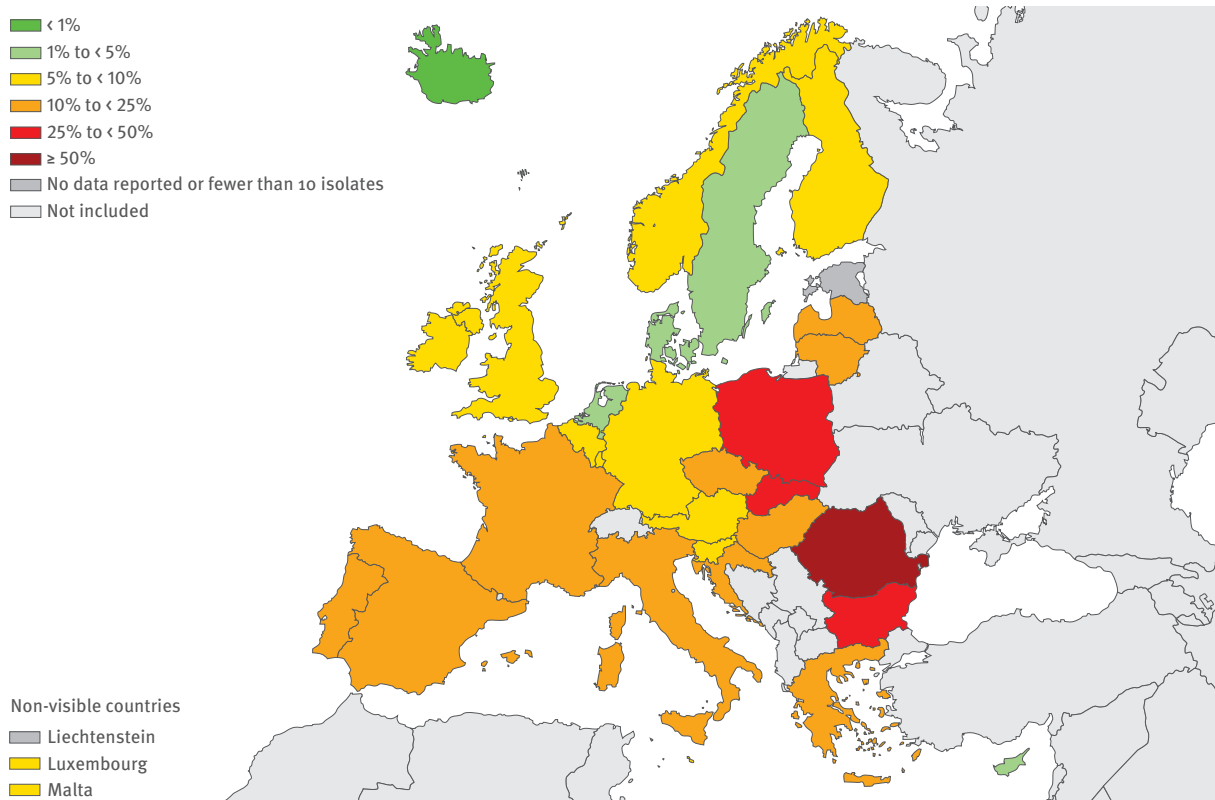 < 1%
1% to < 5%
5% to < 10%
10% to < 25%
25% to < 50%
≥ 50%
No data reported or fewer than 10 isolates
Not included
Non-visible countries
Liechtenstein
Luxembourg
Malta